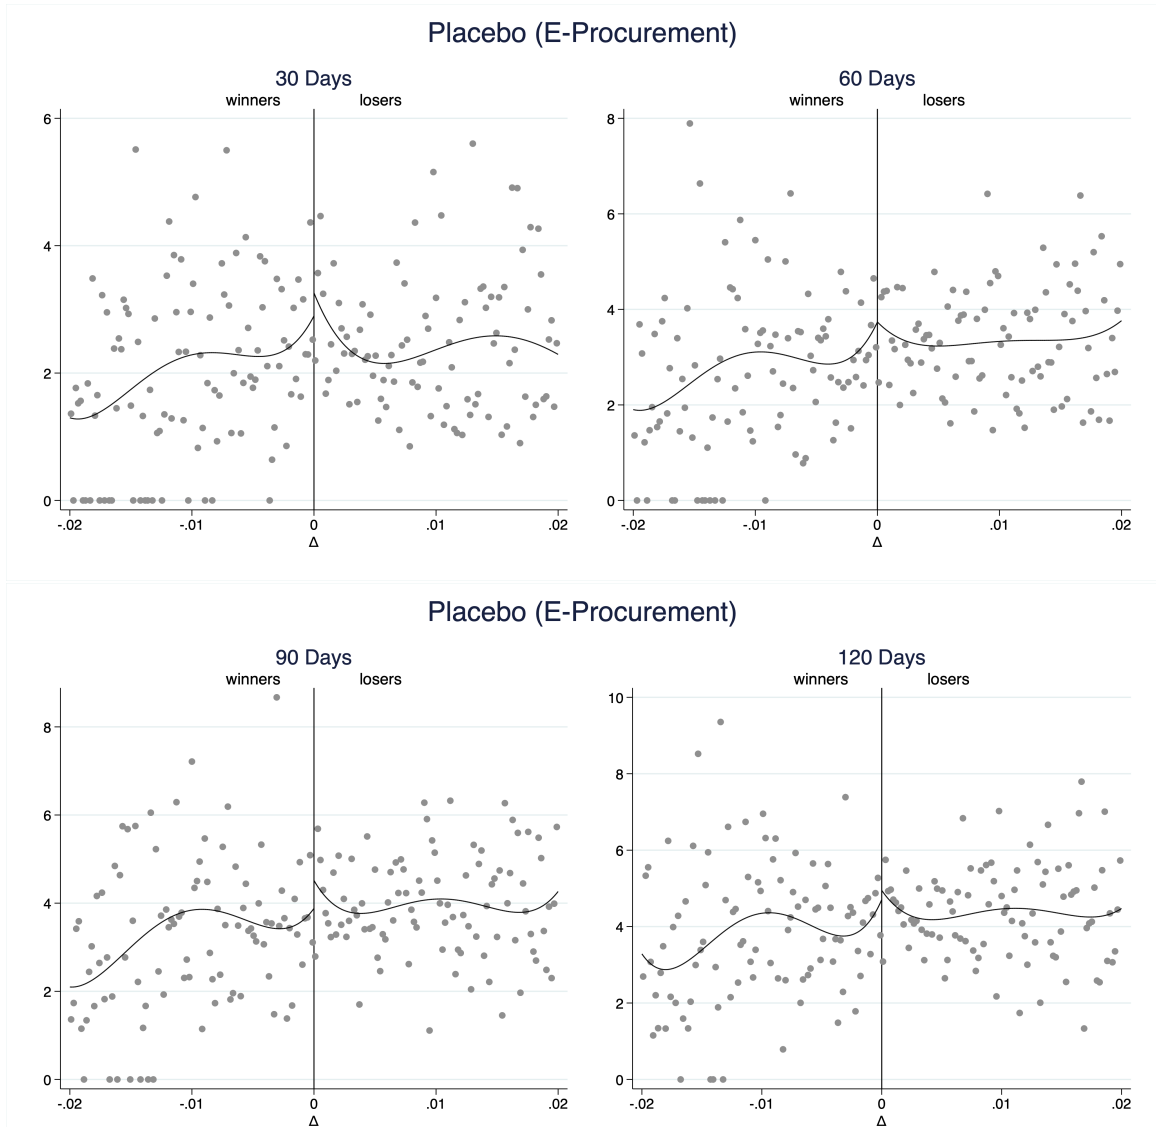 Placebo (E-Procurement)
30 Days
60 Days
winners losers
winners losers
6
4
2
0
8
6
4
2
0
-.02 -.01 0 .01 .02
-.02 -.01 0 .01 .02
Δ
Δ
Placebo (E-Procurement)
90 Days
120 Days
winners losers
winners losers
8
6
4
2
0
10
8
6
4
2
0
-.02 -.01 0 .01 .02
-.02 -.01 0 .01 .02
Δ
Δ